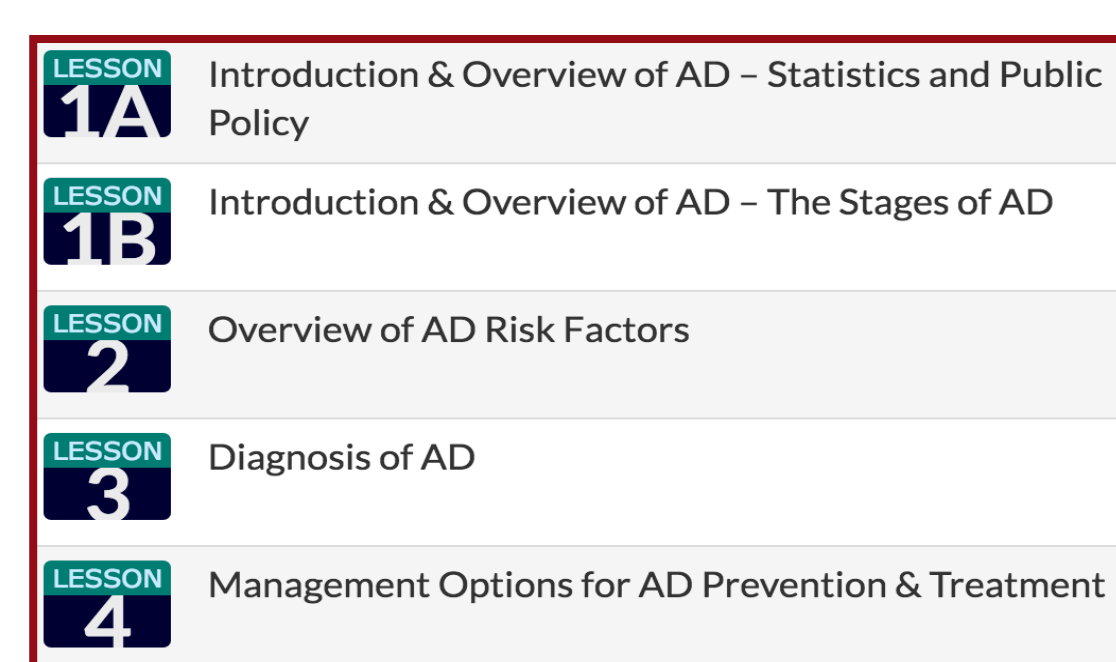 LESSON
1A
Introduction & Overview of AD – Statistics and Public
Policy
LESSON
1B
Introduction & Overview of AD – The Stages of AD
LESSON
2
Overview of AD Risk Factors
LESSON
3
Diagnosis of AD
LESSON
4
Management Options for AD Prevention & Treatment